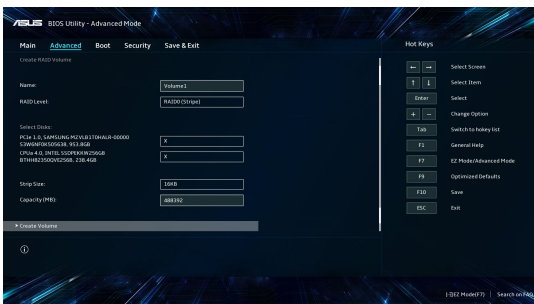 ASUS BIOS Utility - Advanced Mode
Main Advanced Boot Security Save & Exit
Hot Keys
Create RAID Volume
Name: Volume1
RAID Level: RAID0 (Stripe)
Select Disks:
PCIe 1.0, SAMSUNG MZVLB1T0HALR-00000
S3W6NF0K505638, 953.8GB
X
CPUa 4.0, INTEL SSDPEKKW256GB
BTHH82350QVE256B, 238.4GB
X
Strip Size: 16KB
Capacity (MB): 488392
Create Volume
← → Select Screen
↑ ↓ Select Item
Enter Select
+ − Change Option
Tab Switch to hokey list
F1 General Help
F7 EZ Mode/Advanced Mode
F9 Optimized Defaults
F10 Save
ESC Exit
EZ Mode(F7) | Search on FAQ